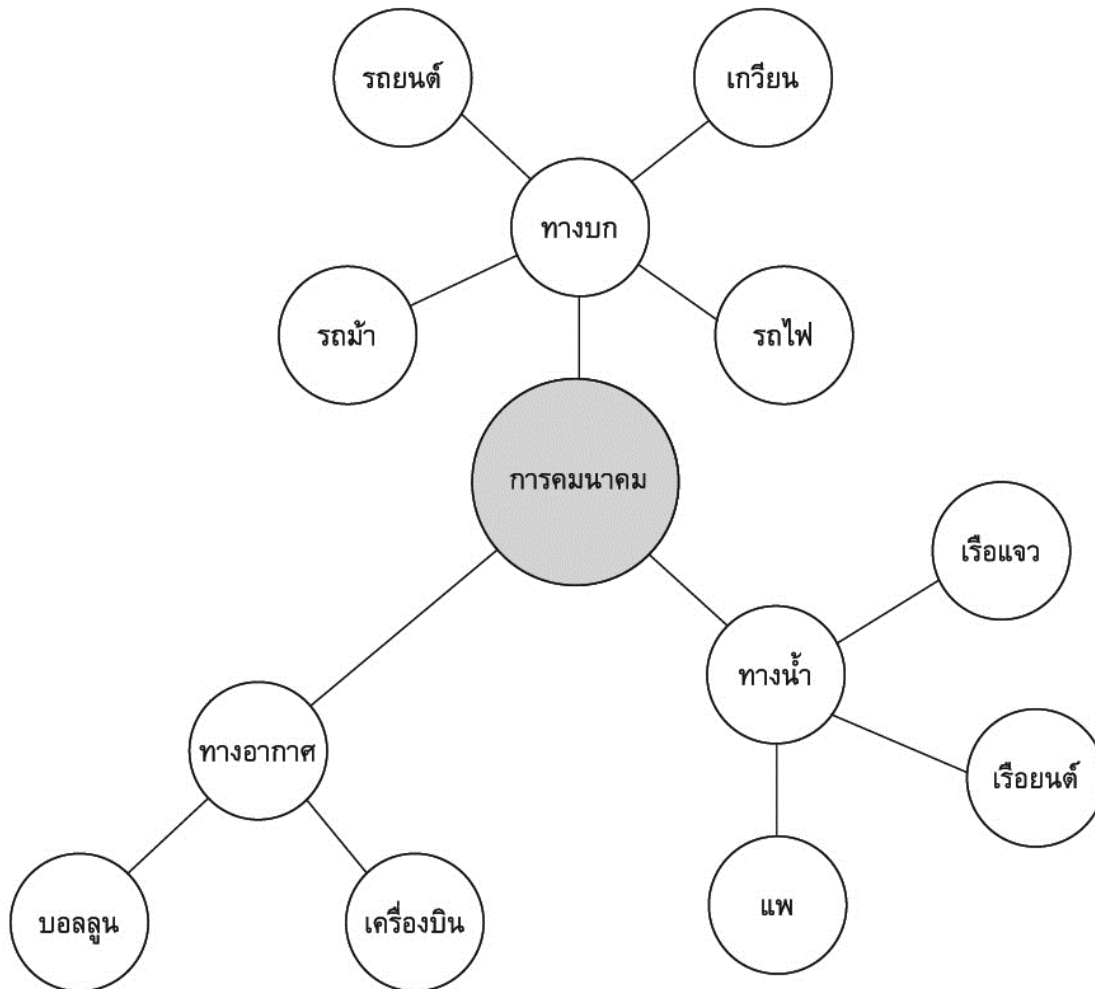 รถยนต์
เกวียน
ทางบก
รถม้า
รถไฟ
การคมนาคม
เรือแจว
ทางน้ำ
ทางอากาศ
เรือยนต์
แพ
บอลลูน
เครื่องบิน